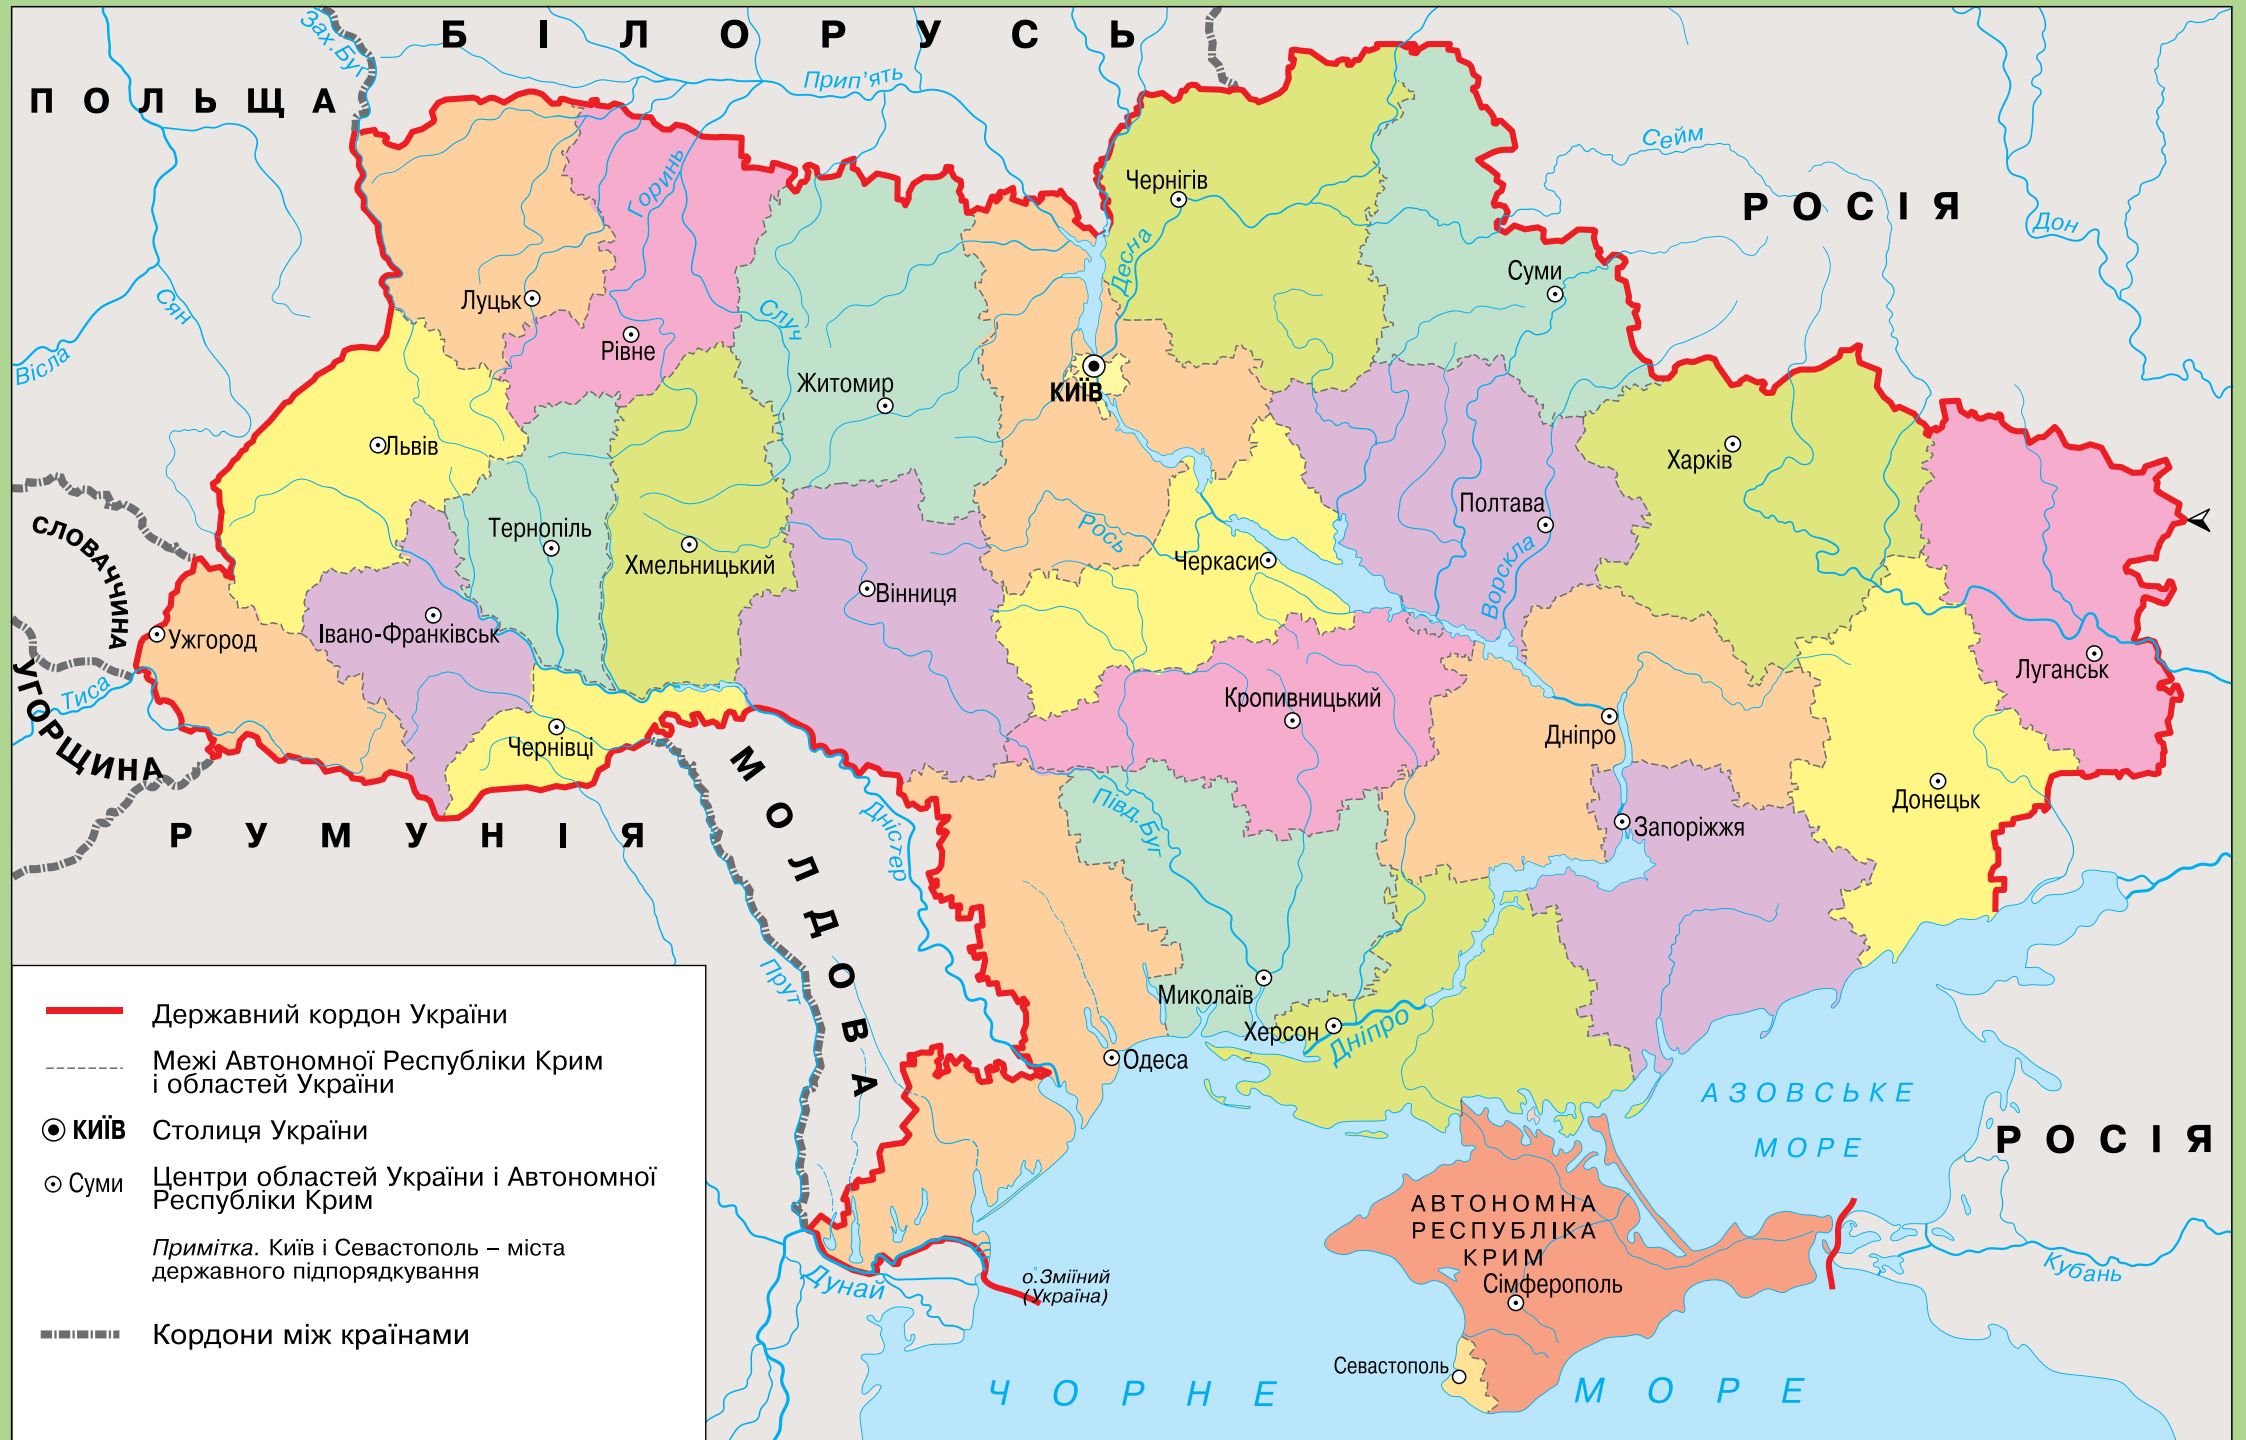 БІЛОРУСЬ
Зах.Буг
ПОЛЬЩА
Прип'ять
Сейм
РОСІЯ
Дон
Горинь
Чернігів
Десна
Суми
Луцьк
Сян
Случ
Рівне
Вісла
Житомир
КИЇВ
Львів
Харків
СЛОВАЧЧИНА
Тернопіль
Хмельницький
Рось
Черкаси
Полтава
Ворскла
Вінниця
Ужгород
Івано-Франківськ
Тиса
УГОРЩИНА
Луганськ
Кропивницький
Чернівці
Дніпро
МОЛДОВА
Донецьк
РУМУНІЯ
Дністер
Півд.Буг
Запоріжжя
Прут
Миколаїв
Херсон
Дніпро
Одеса
АЗОВСЬКЕ
МОРЕ
РОСІЯ
АВТОНОМНА
РЕСПУБЛІКА
КРИМ
Сімферополь
Кубань
Дунай
о.Зміїний
(Україна)
Севастополь
ЧОРНЕ МОРЕ
Державний кордон України
Межі Автономної Республіки Крим
і областей України
КИЇВ Столиця України
Суми Центри областей України і Автономної
Республіки Крим
Примітка. Київ і Севастополь – міста
державного підпорядкування
Кордони між країнами